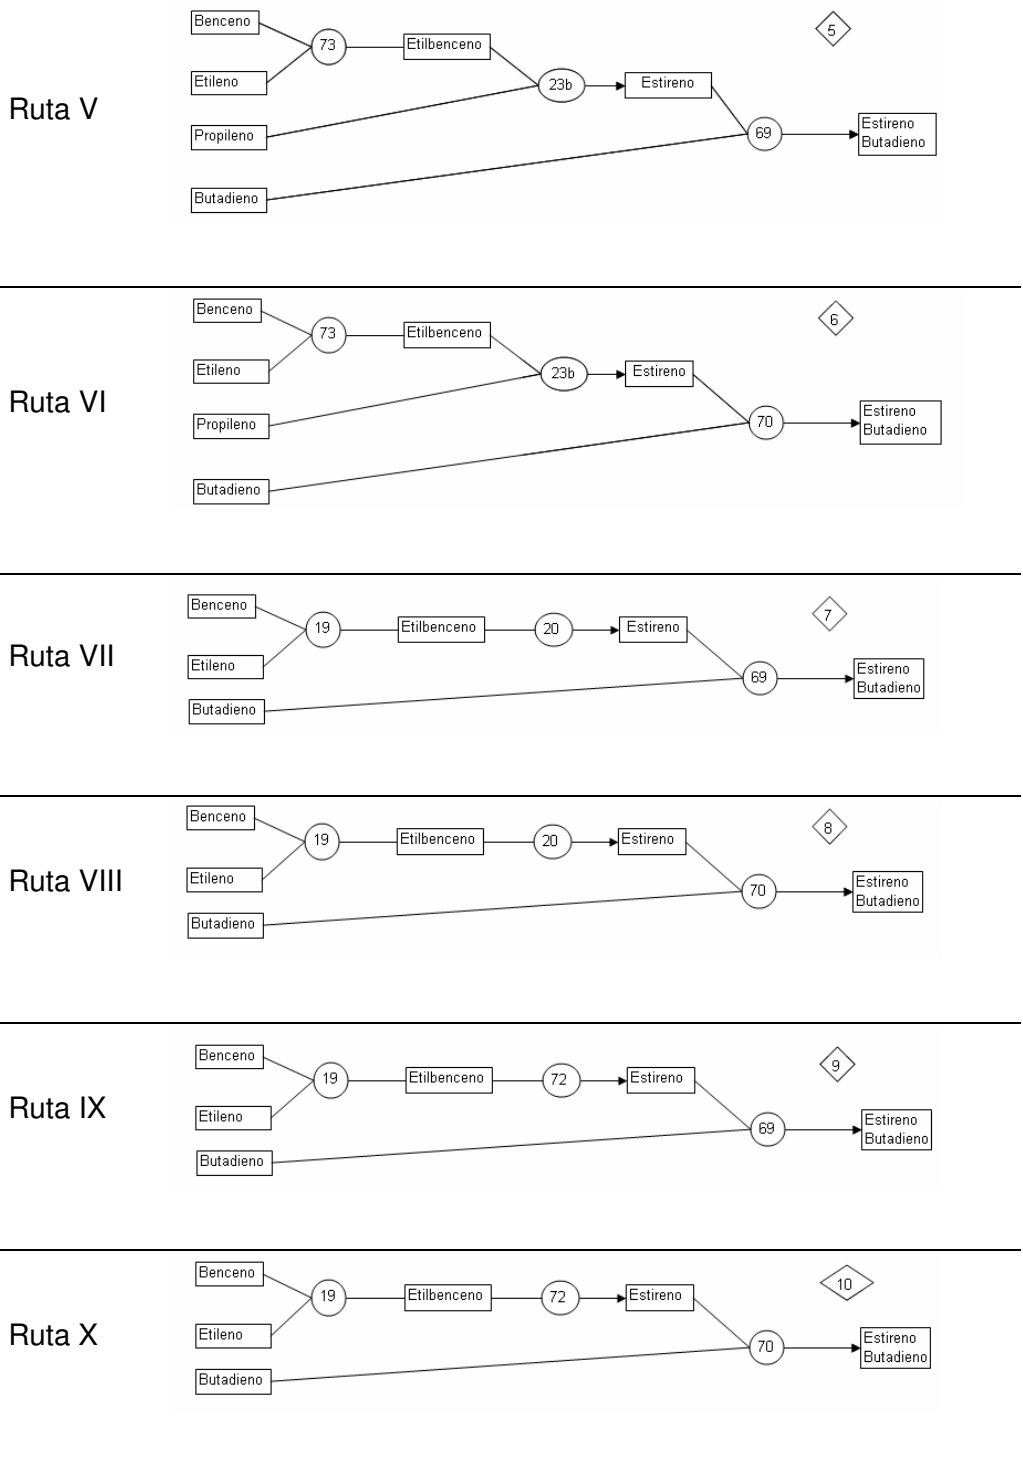 Ruta V
Benceno
73
Etilbenceno
5
Etileno
23b
Estireno
Propileno
69
Estireno
Butadieno
Butadieno
Ruta VI
Benceno
73
Etilbenceno
6
Etileno
23b
Estireno
Propileno
70
Estireno
Butadieno
Butadieno
Ruta VII
Benceno
19
Etilbenceno
20
Estireno
7
Etileno
69
Estireno
Butadieno
Butadieno
Ruta VIII
Benceno
19
Etilbenceno
20
Estireno
8
Etileno
70
Estireno
Butadieno
Butadieno
Ruta IX
Benceno
19
Etilbenceno
72
Estireno
9
Etileno
69
Estireno
Butadieno
Butadieno
Ruta X
Benceno
19
Etilbenceno
72
Estireno
10
Etileno
70
Estireno
Butadieno
Butadieno